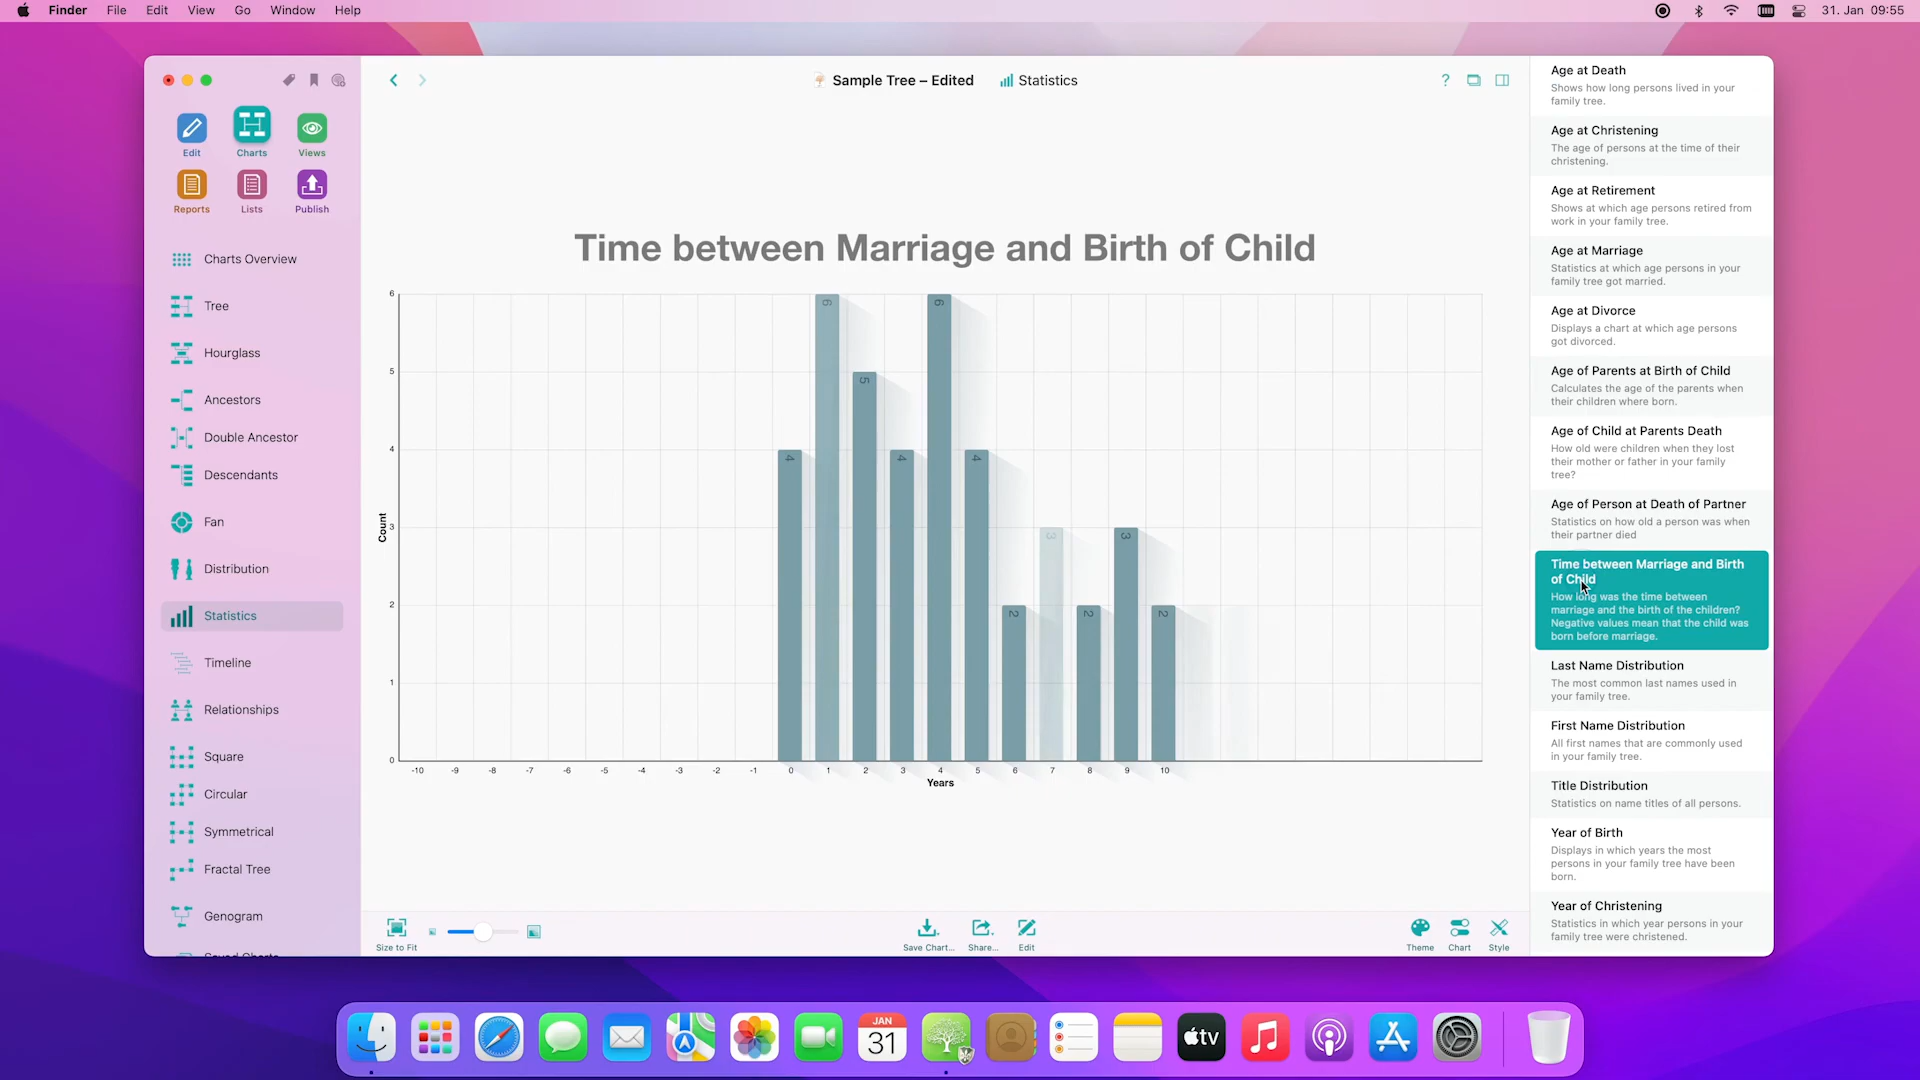 Finder File Edit View Go Window Help 31. Jan 09:55
Sample Tree – Edited Statistics ?
Edit Charts Views
Reports Lists Publish
Charts Overview
Tree
Hourglass
Ancestors
Double Ancestor
Descendants
Fan
Distribution
Statistics
Timeline
Relationships
Square
Circular
Symmetrical
Fractal Tree
Genogram
Saved Charts
Time between Marriage and Birth of Child
6
5
4
3
2
1
0
Count
4 6 5 4 6 4 2 3 2 3 2
-10 -9 -8 -7 -6 -5 -4 -3 -2 -1 0 1 2 3 4 5 6 7 8 9 10
Years
Size to Fit Save Chart... Share... Edit Theme Chart Style
Age at Death
Shows how long persons lived in your
family tree.
Age at Christening
The age of persons at the time of their
christening.
Age at Retirement
Shows at which age persons retired from
work in your family tree.
Age at Marriage
Statistics at which age persons in your
family tree got married.
Age at Divorce
Displays a chart at which age persons
got divorced.
Age of Parents at Birth of Child
Calculates the age of the parents when
their children where born.
Age of Child at Parents Death
How old were children when they lost
their mother or father in your family
tree?
Age of Person at Death of Partner
Statistics on how old a person was when
their partner died
Time between Marriage and Birth
of Child
How long was the time between
marriage and the birth of the children?
Negative values mean that the child was
born before marriage.
Last Name Distribution
The most common last names used in
your family tree.
First Name Distribution
All first names that are commonly used
in your family tree.
Title Distribution
Statistics on name titles of all persons.
Year of Birth
Displays in which years the most
persons in your family tree have been
born.
Year of Christening
Statistics in which year persons in your
family tree were christened.
JAN
31
tv